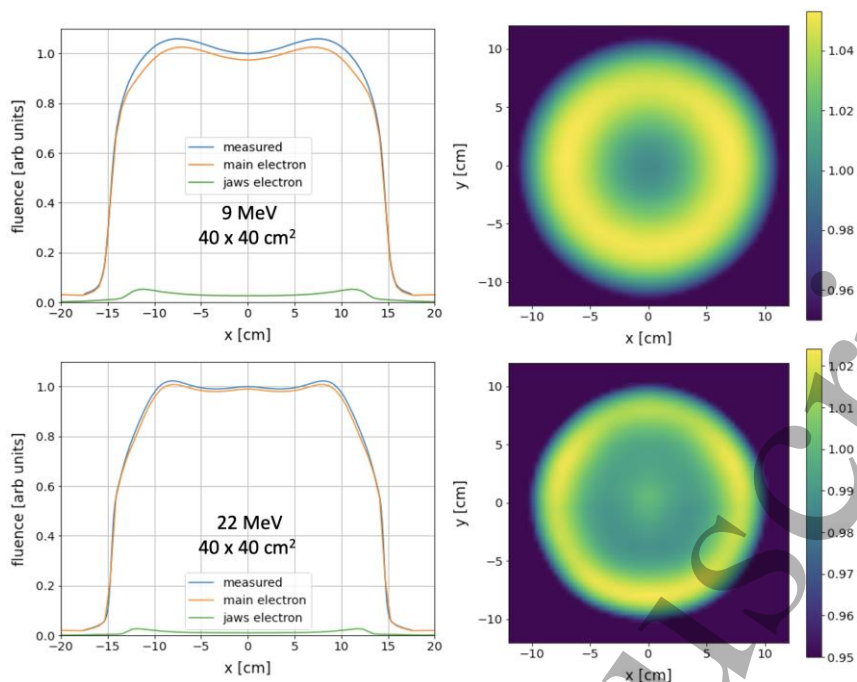 fluence [arb units]
1.0
0.8
0.6
0.4
0.2
0.0
measured
main electron
jaws electron
9 MeV
40 x 40 cm²
−20 −15 −10 −5 0 5 10 15 20
x [cm]
y [cm]
10
5
0
−5
−10
−10 −5 0 5 10
x [cm]
1.04
1.02
1.00
0.98
0.96
fluence [arb units]
1.0
0.8
0.6
0.4
0.2
0.0
22 MeV
40 x 40 cm²
measured
main electron
jaws electron
−20 −15 −10 −5 0 5 10 15 20
x [cm]
y [cm]
10
5
0
−5
−10
−10 −5 0 5 10
x [cm]
1.02
1.01
1.00
0.99
0.98
0.97
0.96
0.95